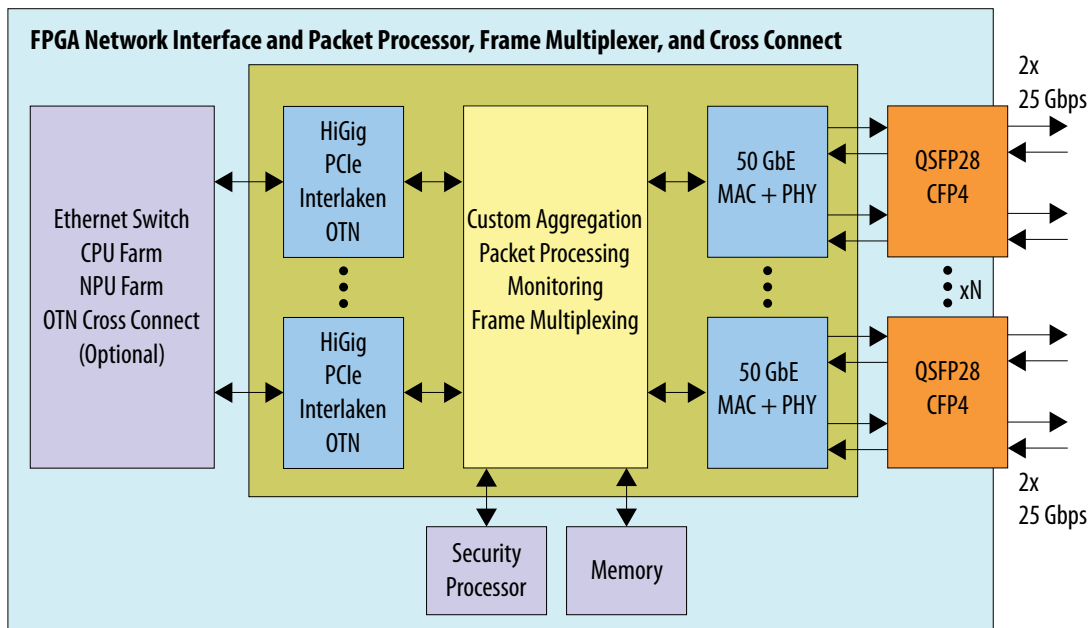 FPGA Network Interface and Packet Processor, Frame Multiplexer, and Cross Connect
2x
25 Gbps
Ethernet Switch
CPU Farm
NPU Farm
OTN Cross Connect
(Optional)
HiGig
PCIe
Interlaken
OTN
HiGig
PCIe
Interlaken
OTN
Custom Aggregation
Packet Processing
Monitoring
Frame Multiplexing
50 GbE
MAC + PHY
50 GbE
MAC + PHY
QSFP28
CFP4
xN
QSFP28
CFP4
2x
25 Gbps
Security
Processor
Memory